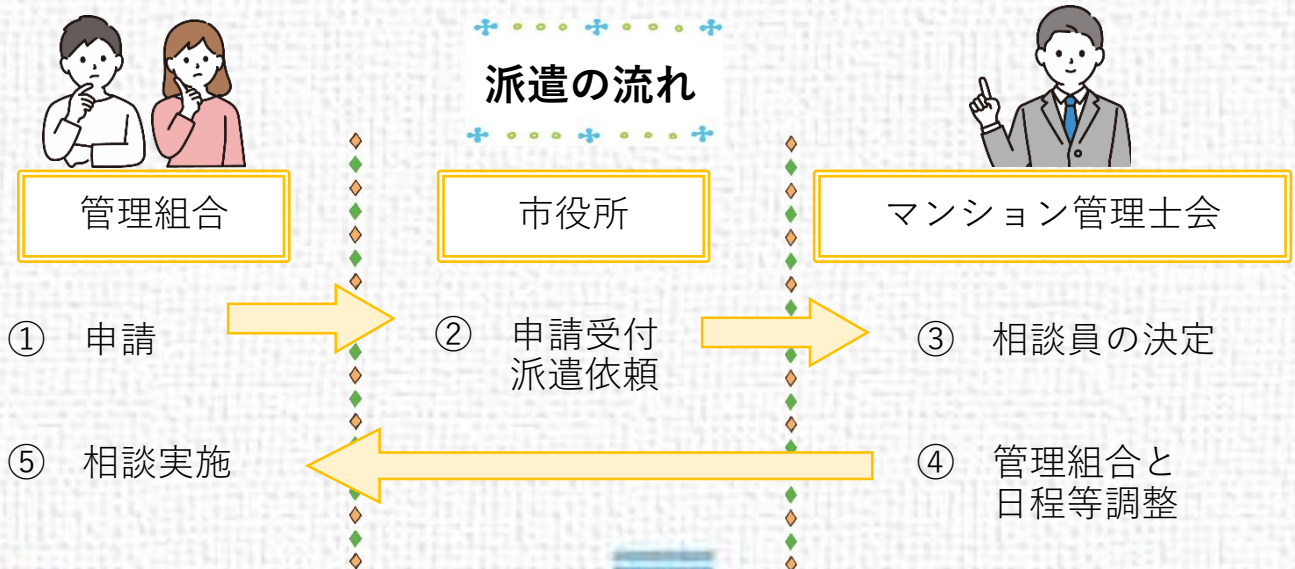 派遣の流れ
管理組合
市役所
マンション管理士会
① 申請
② 申請受付
派遣依頼
③ 相談員の決定
④ 管理組合と
日程等調整
⑤ 相談実施